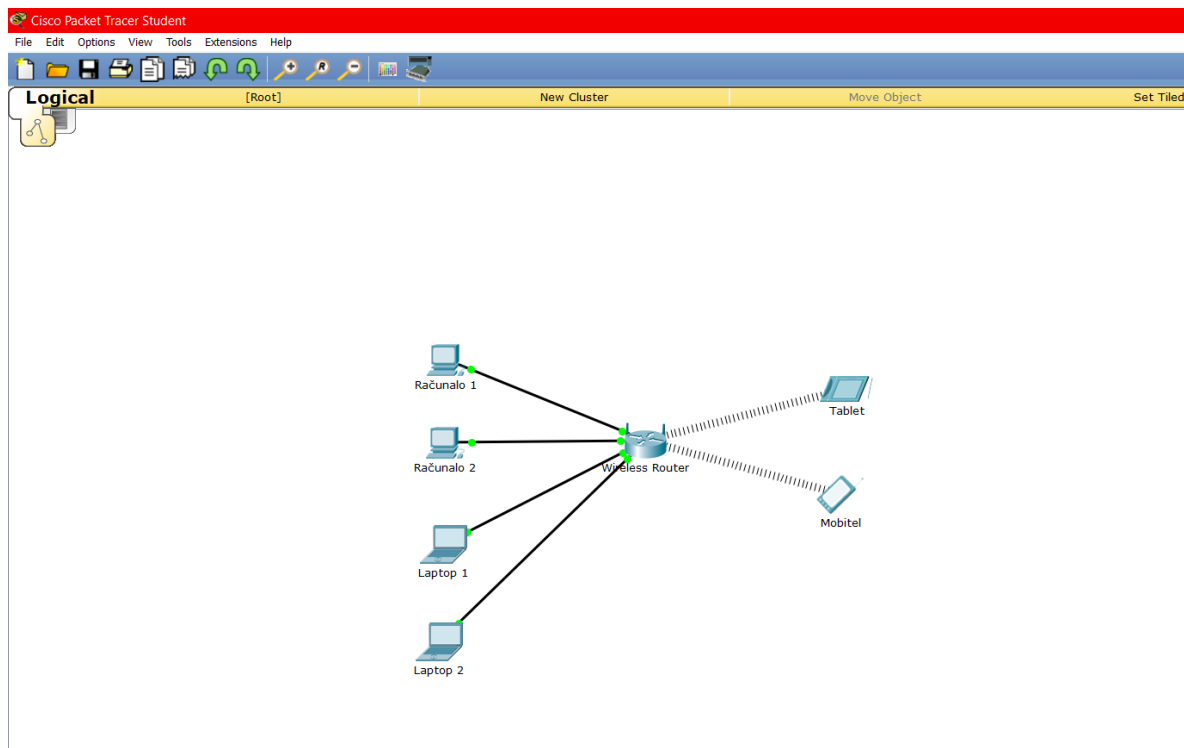 Cisco Packet Tracer Student
File Edit Options View Tools Extensions Help
Logical [Root] New Cluster Move Object Set Tiled
Računalo 1
Tablet
Računalo 2
Wireless Router
Mobitel
Laptop 1
Laptop 2